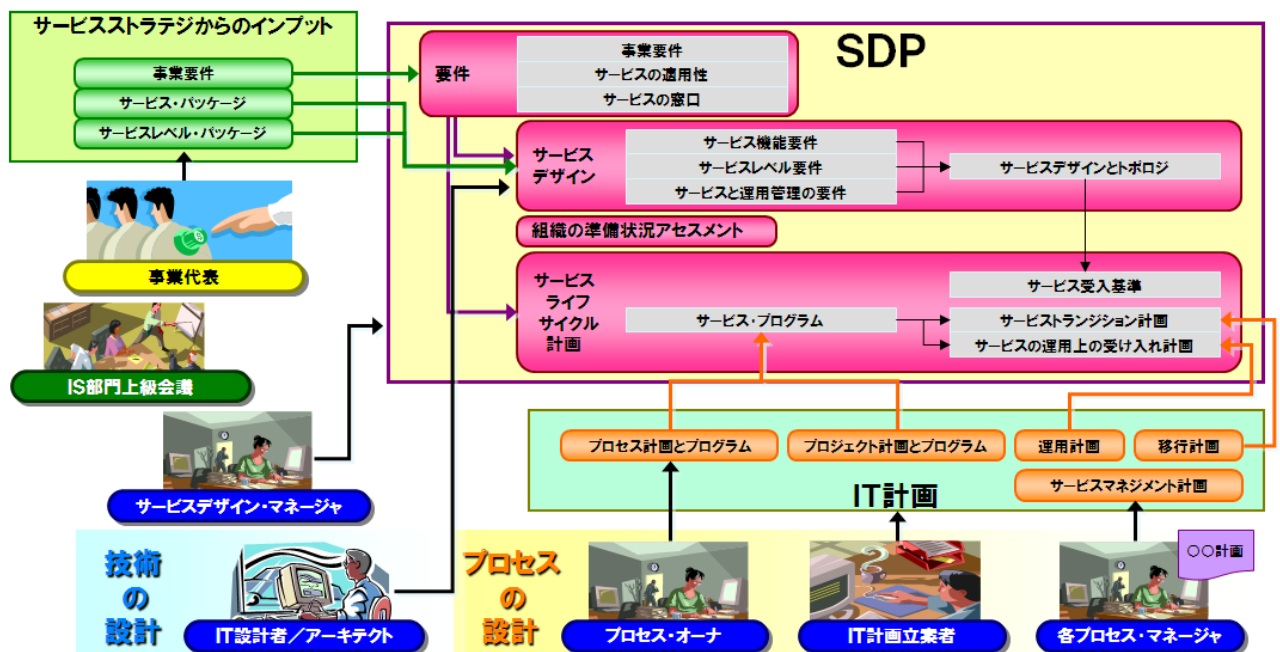 サービスストラテジからのインプット
事業要件
サービス・パッケージ
サービスレベル・パッケージ
事業代表
IS部門上級会議
サービスデザイン・マネージャ
SDP
要件
事業要件
サービスの適用性
サービスの窓口
サービス
デザイン
サービス機能要件
サービスレベル要件
サービスと運用管理の要件
サービスデザインとトポロジ
組織の準備状況アセスメント
サービス
ライフ
サイクル
計画
サービス・プログラム
サービス受入基準
サービストランジション計画
サービスの運用上の受け入れ計画
プロセス計画とプログラム
プロジェクト計画とプログラム
運用計画
移行計画
サービスマネジメント計画
IT計画
技術
の
設計
IT設計者／アーキテクト
プロセス
の
設計
プロセス・オーナ
IT計画立案者
各プロセス・マネージャ
○○計画